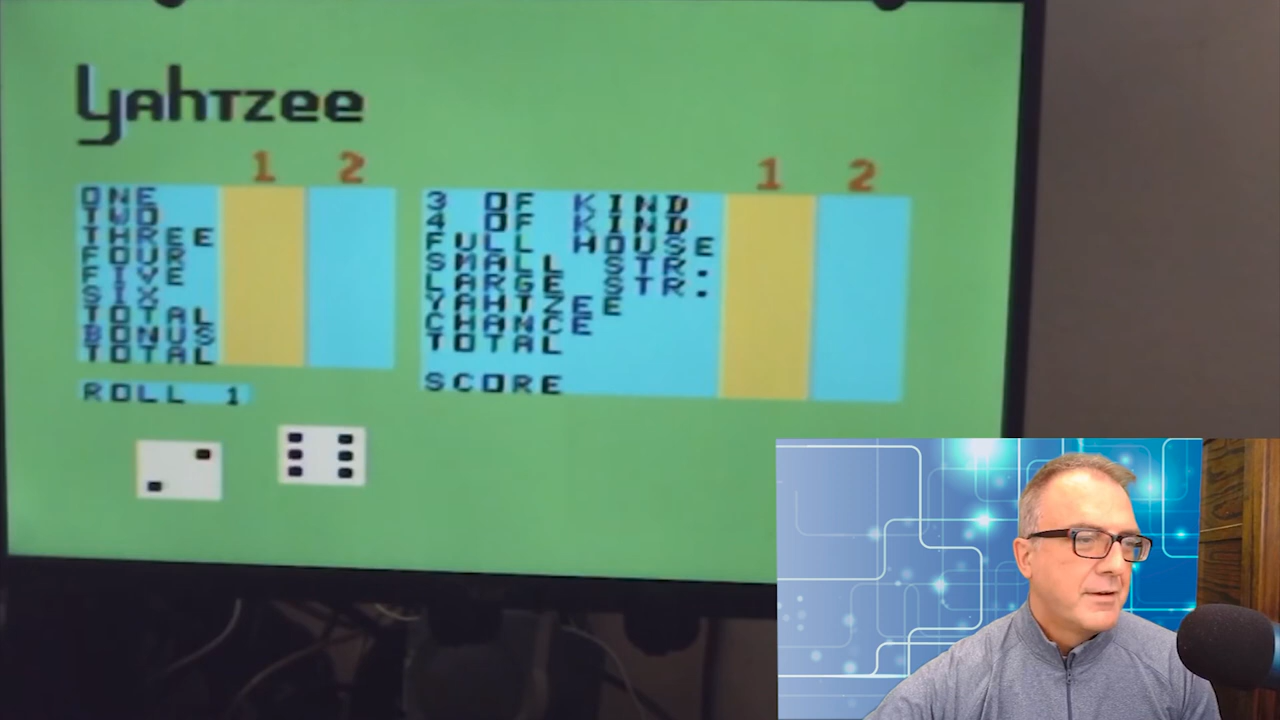 Yahtzee
1 2
ONE
TWO
THREE
FOUR
FIVE
SIX
TOTAL
BONUS
TOTAL
ROLL 1
1 2
3 OF KIND
4 OF KIND
FULL HOUSE
SMALL STR.
LARGE STR.
YAHTZEE
CHANCE
TOTAL
SCORE